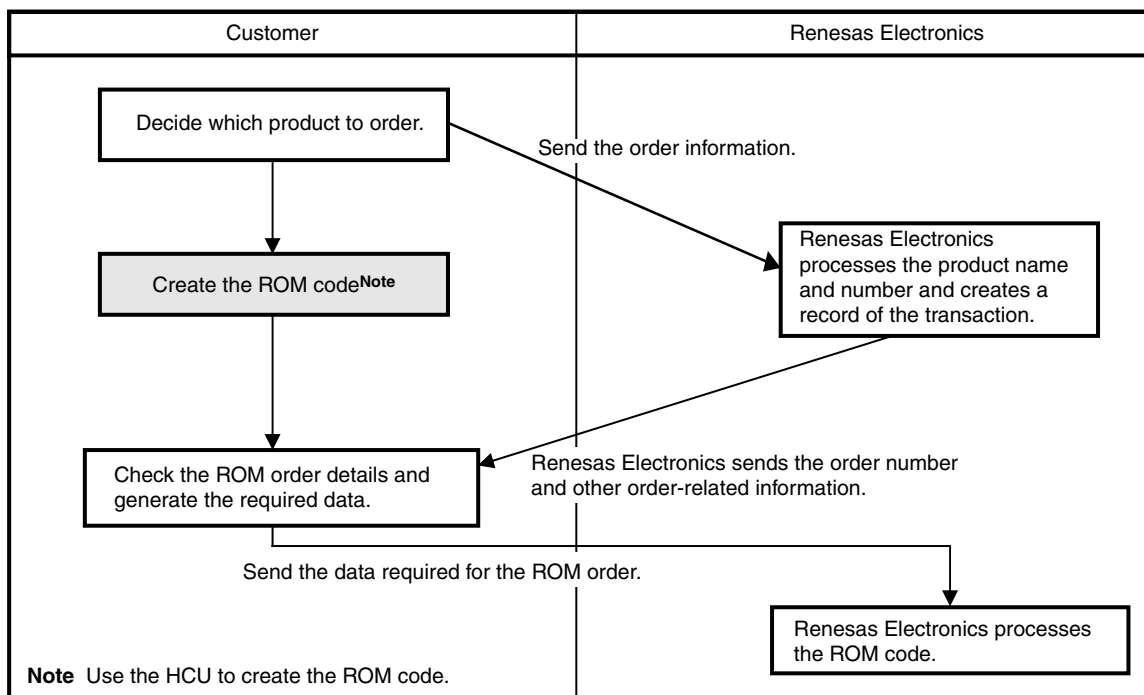 Customer
Renesas Electronics
Decide which product to order.
Send the order information.
Renesas Electronics
processes the product name
and number and creates a
record of the transaction.
Create the ROM codeNote
Check the ROM order details and
generate the required data.
Renesas Electronics sends the order number
and other order-related information.
Send the data required for the ROM order.
Renesas Electronics processes
the ROM code.
Note Use the HCU to create the ROM code.